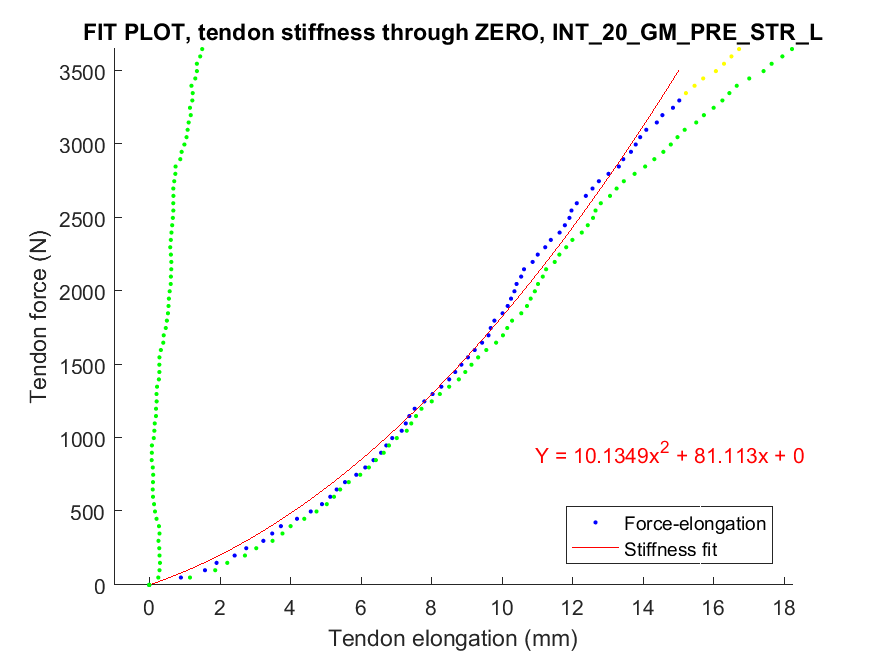 FIT PLOT, tendon stiffness through ZERO, INT_20_GM_PRE_STR_L
3500
3000
2500
2000
1500
1000
500
0
Tendon force (N)
Y = 10.1349x² + 81.113x + 0
Force-elongation
Stiffness fit
0 2 4 6 8 10 12 14 16 18
Tendon elongation (mm)